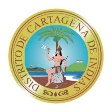 DISTRITO DE CARTAGENA DE INDIAS